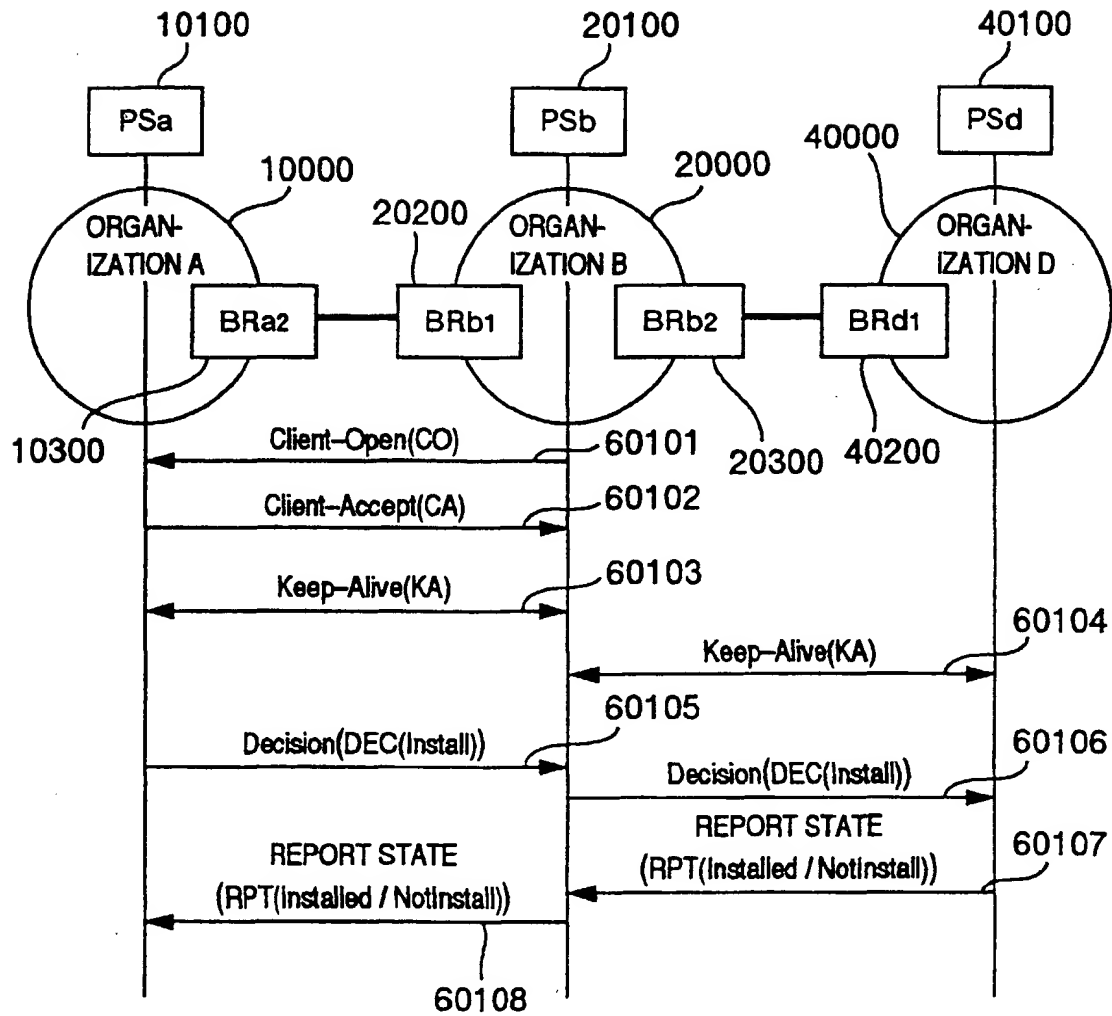 10100
20100
40100
PSa
PSb
PSd
10000
20000
40000
20200
ORGAN-
IZATION A
ORGAN-
IZATION B
ORGAN-
IZATION D
BRa2
BRb1
BRb2
BRd1
10300
20300
40200
Client–Open(CO)
60101
Client–Accept(CA)
60102
Keep–Alive(KA)
60103
Keep–Alive(KA)
60104
Decision(DEC(Install))
60105
Decision(DEC(Install))
60106
REPORT STATE
(RPT(Installed / NotInstall))
60107
REPORT STATE
(RPT(Installed / NotInstall))
60108